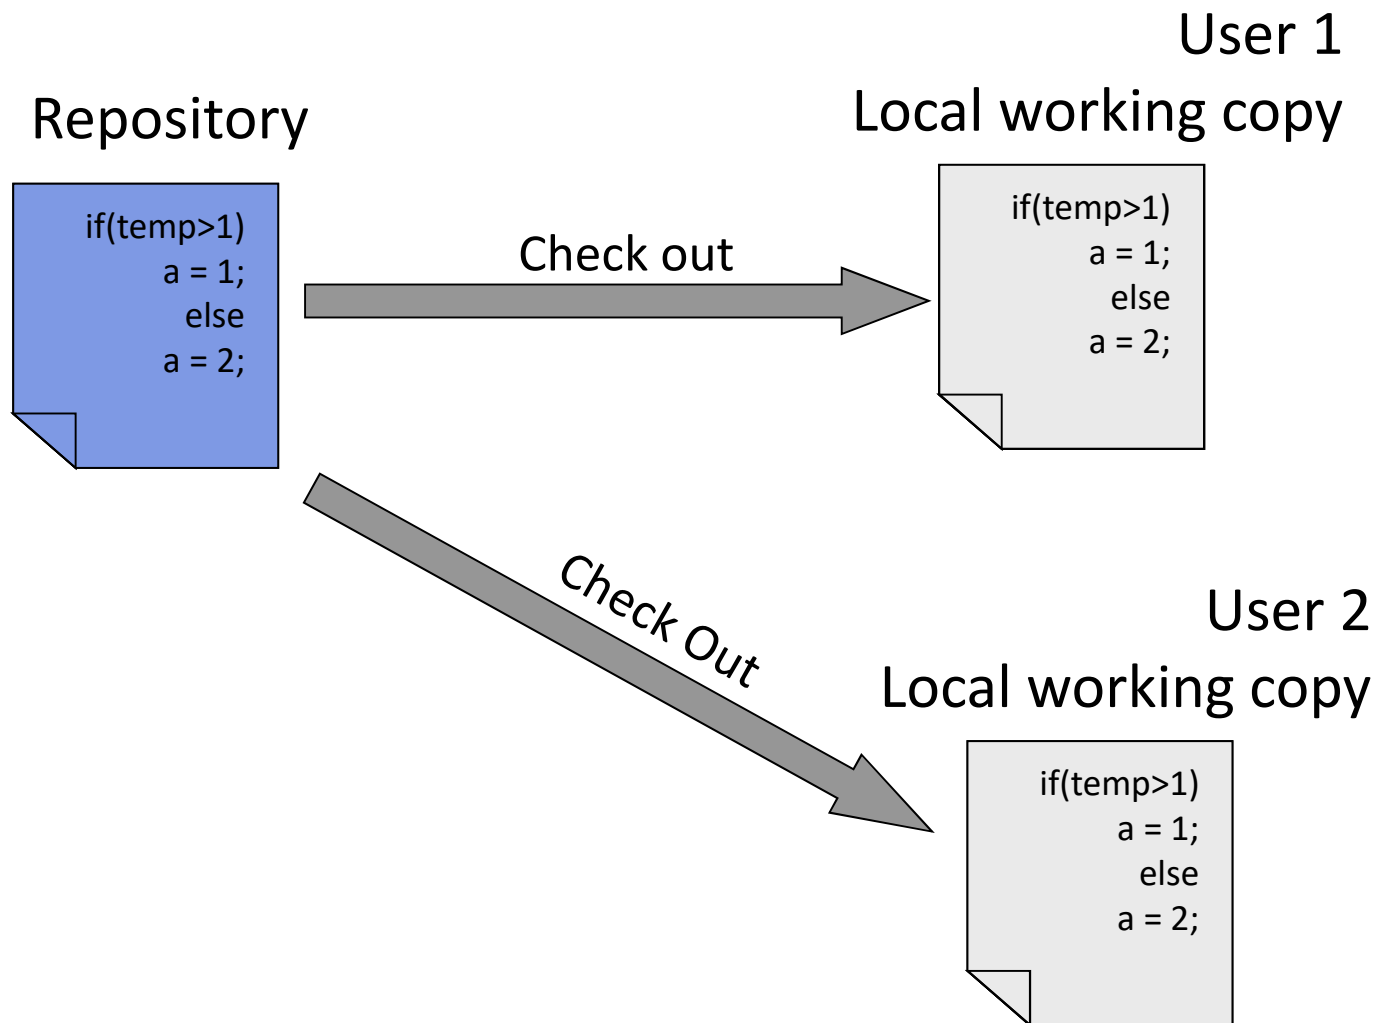 User 1
Local working copy
Repository
if(temp>1)
a = 1;
else
a = 2;
Check out
if(temp>1)
a = 1;
else
a = 2;
Check Out
User 2
Local working copy
if(temp>1)
a = 1;
else
a = 2;